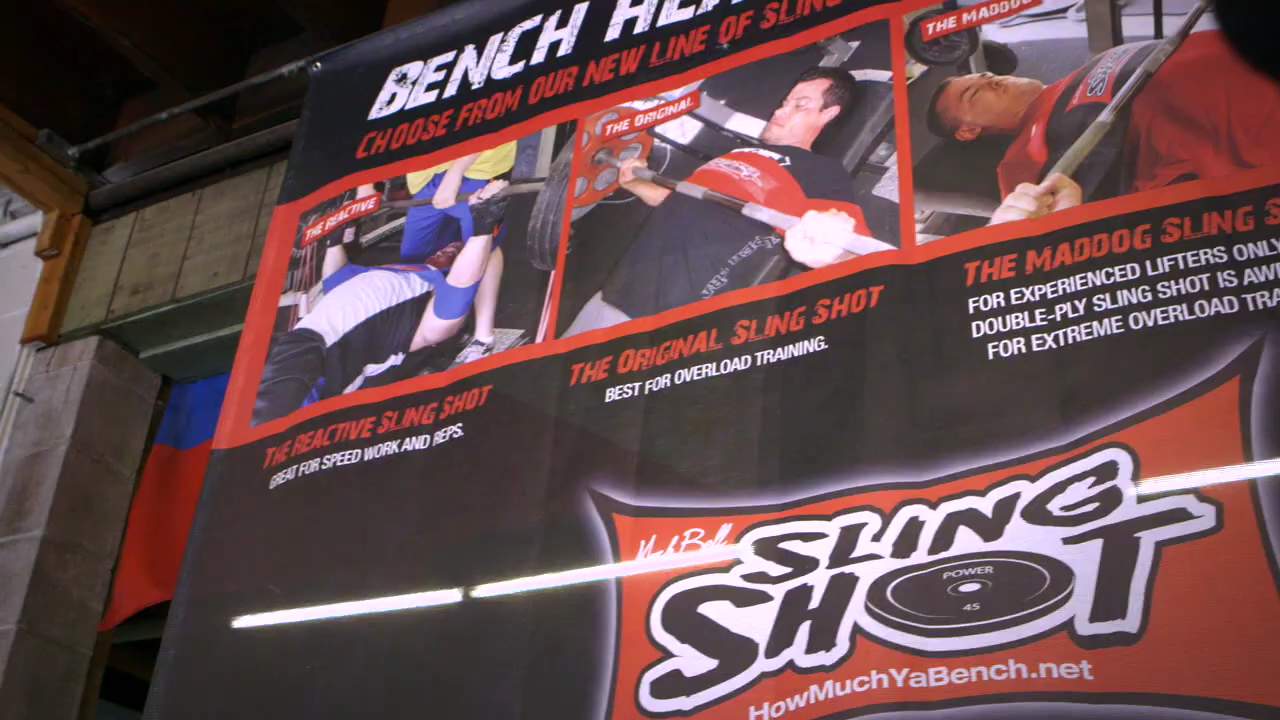 BENCH
CHOOSE FROM OUR NEW LINE OF
THE REACTIVE
THE ORIGINAL
THE MADDOG
THE REACTIVE SLING SHOT
GREAT FOR SPEED WORK AND REPS.
THE ORIGINAL SLING SHOT
BEST FOR OVERLOAD TRAINING.
THE MADDOG SLING
FOR EXPERIENCED LIFTERS ONLY
DOUBLE-PLY SLING SHOT IS
FOR EXTREME OVERLOAD
Mark Bell
SLING
SHOT
POWER
45
HowMuchYaBench.net